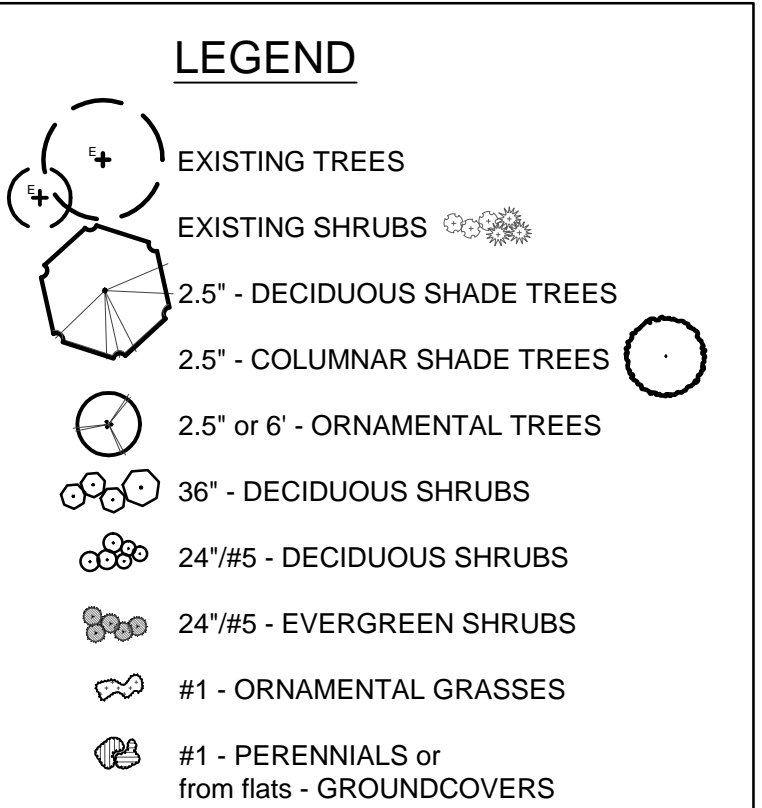 LEGEND
E
EXISTING TREES
E
EXISTING SHRUBS
2.5" - DECIDUOUS SHADE TREES
2.5" - COLUMNAR SHADE TREES
2.5" or 6' - ORNAMENTAL TREES
36" - DECIDUOUS SHRUBS
24"/#5 - DECIDUOUS SHRUBS
24"/#5 - EVERGREEN SHRUBS
#1 - ORNAMENTAL GRASSES
#1 - PERENNIALS or
from flats - GROUNDCOVERS